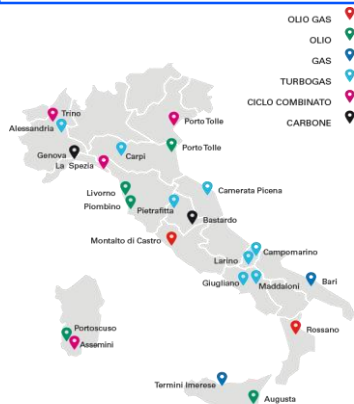 OLIO GAS
OLIO
GAS
TURBOGAS
CICLO COMBINATO
CARBONE
Trino
Alessandria
Porto Tolle
Genova
La Spezia
Carpi
Porto Tolle
Livorno
Piombino
Pietrafitta
Camerata Picena
Bastardo
Montalto di Castro
Campomarino
Larino
Giugliano
Maddaloni
Bari
Rossano
Portoscuso
Assemini
Termini Imerese
Augusta